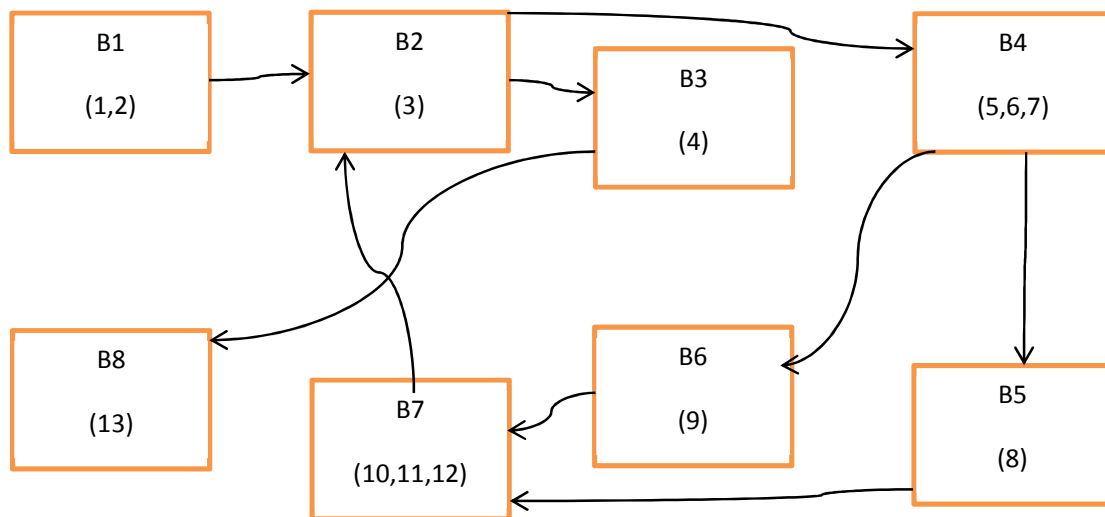 B1
(1,2)
B2
(3)
B3
(4)
B4
(5,6,7)
B8
(13)
B7
(10,11,12)
B6
(9)
B5
(8)